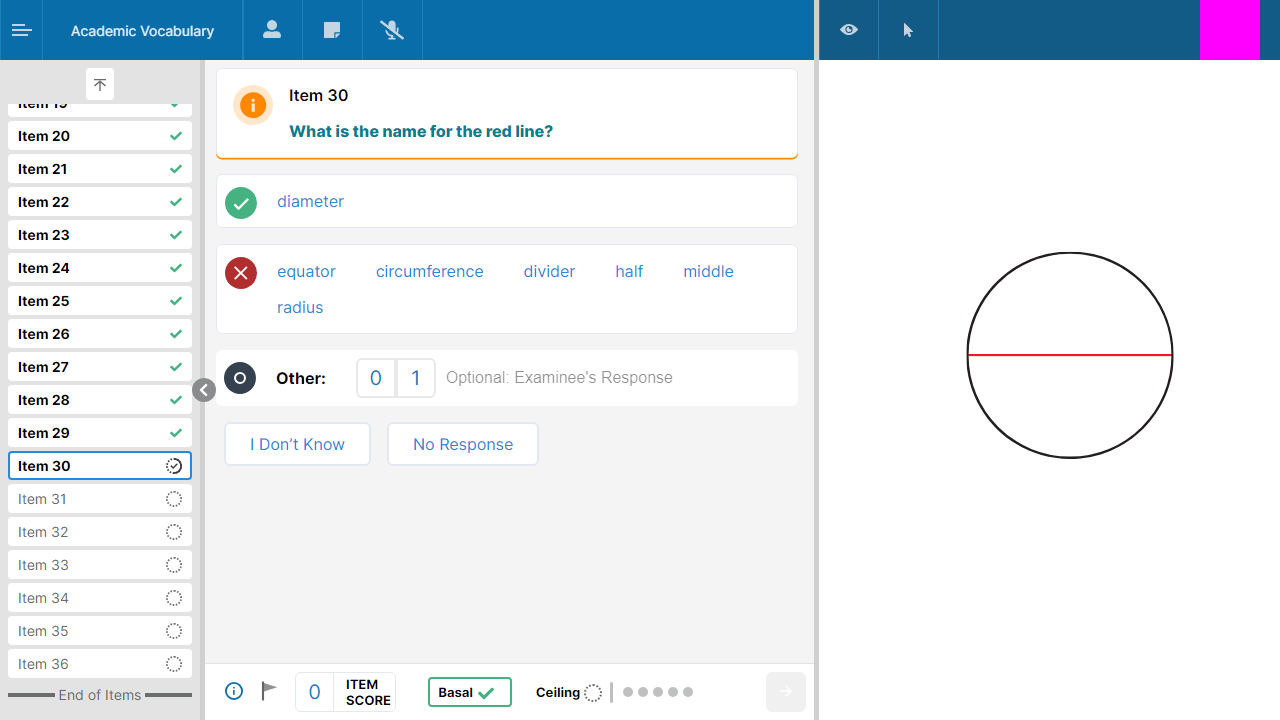 Academic Vocabulary
Item 19
Item 20
Item 21
Item 22
Item 23
Item 24
Item 25
Item 26
Item 27
Item 28
Item 29
Item 30
Item 31
Item 32
Item 33
Item 34
Item 35
Item 36
End of Items
Item 30
What is the name for the red line?
diameter
equator circumference divider half middle
radius
Other: 0 1 Optional: Examinee's Response
I Don’t Know No Response
0 ITEM SCORE Basal Ceiling